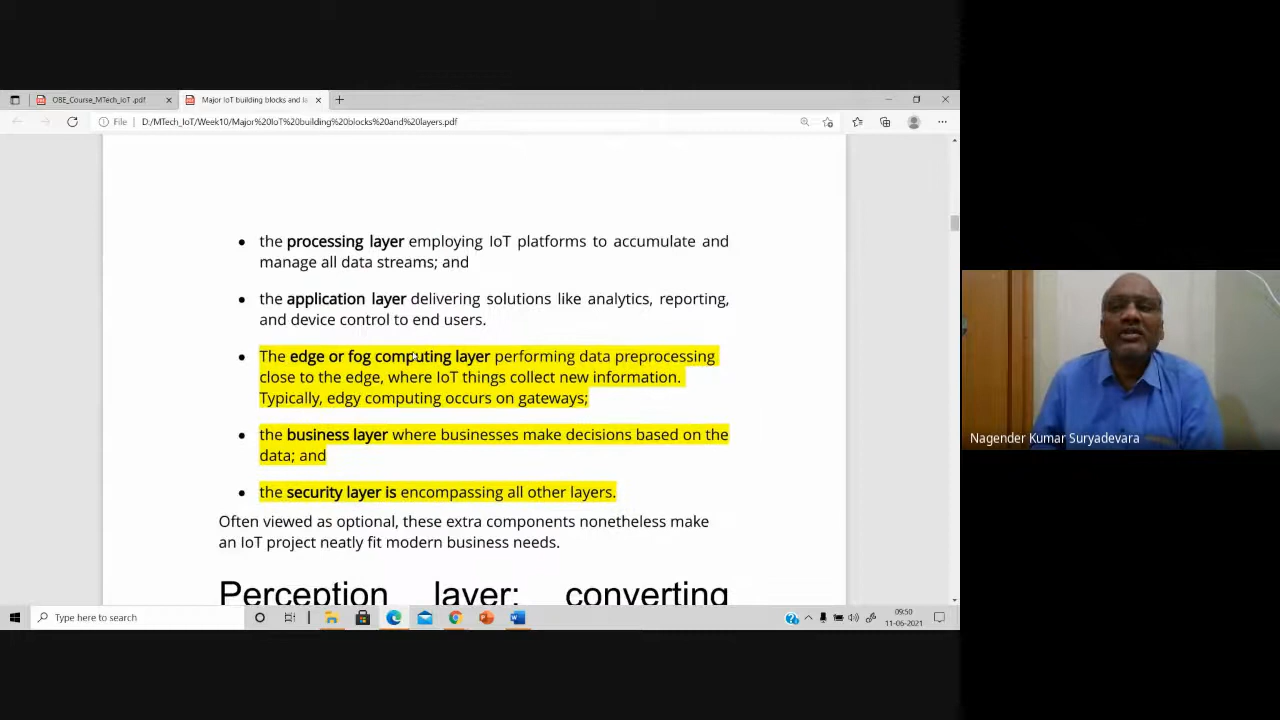 OBE_Course_MTech_IoT .pdf
Major IoT building blocks and la
File
D:/MTech_IoT/Week10/Major%20IoT%20building%20blocks%20and%20layers.pdf
• the processing layer employing IoT platforms to accumulate and
manage all data streams; and
• the application layer delivering solutions like analytics, reporting,
and device control to end users.
• The edge or fog computing layer performing data preprocessing
close to the edge, where IoT things collect new information.
Typically, edgy computing occurs on gateways;
• the business layer where businesses make decisions based on the
data; and
• the security layer is encompassing all other layers.
Often viewed as optional, these extra components nonetheless make
an IoT project neatly fit modern business needs.
Perception layer: converting
Nagender Kumar Suryadevara
Type here to search
09:50
11-06-2021